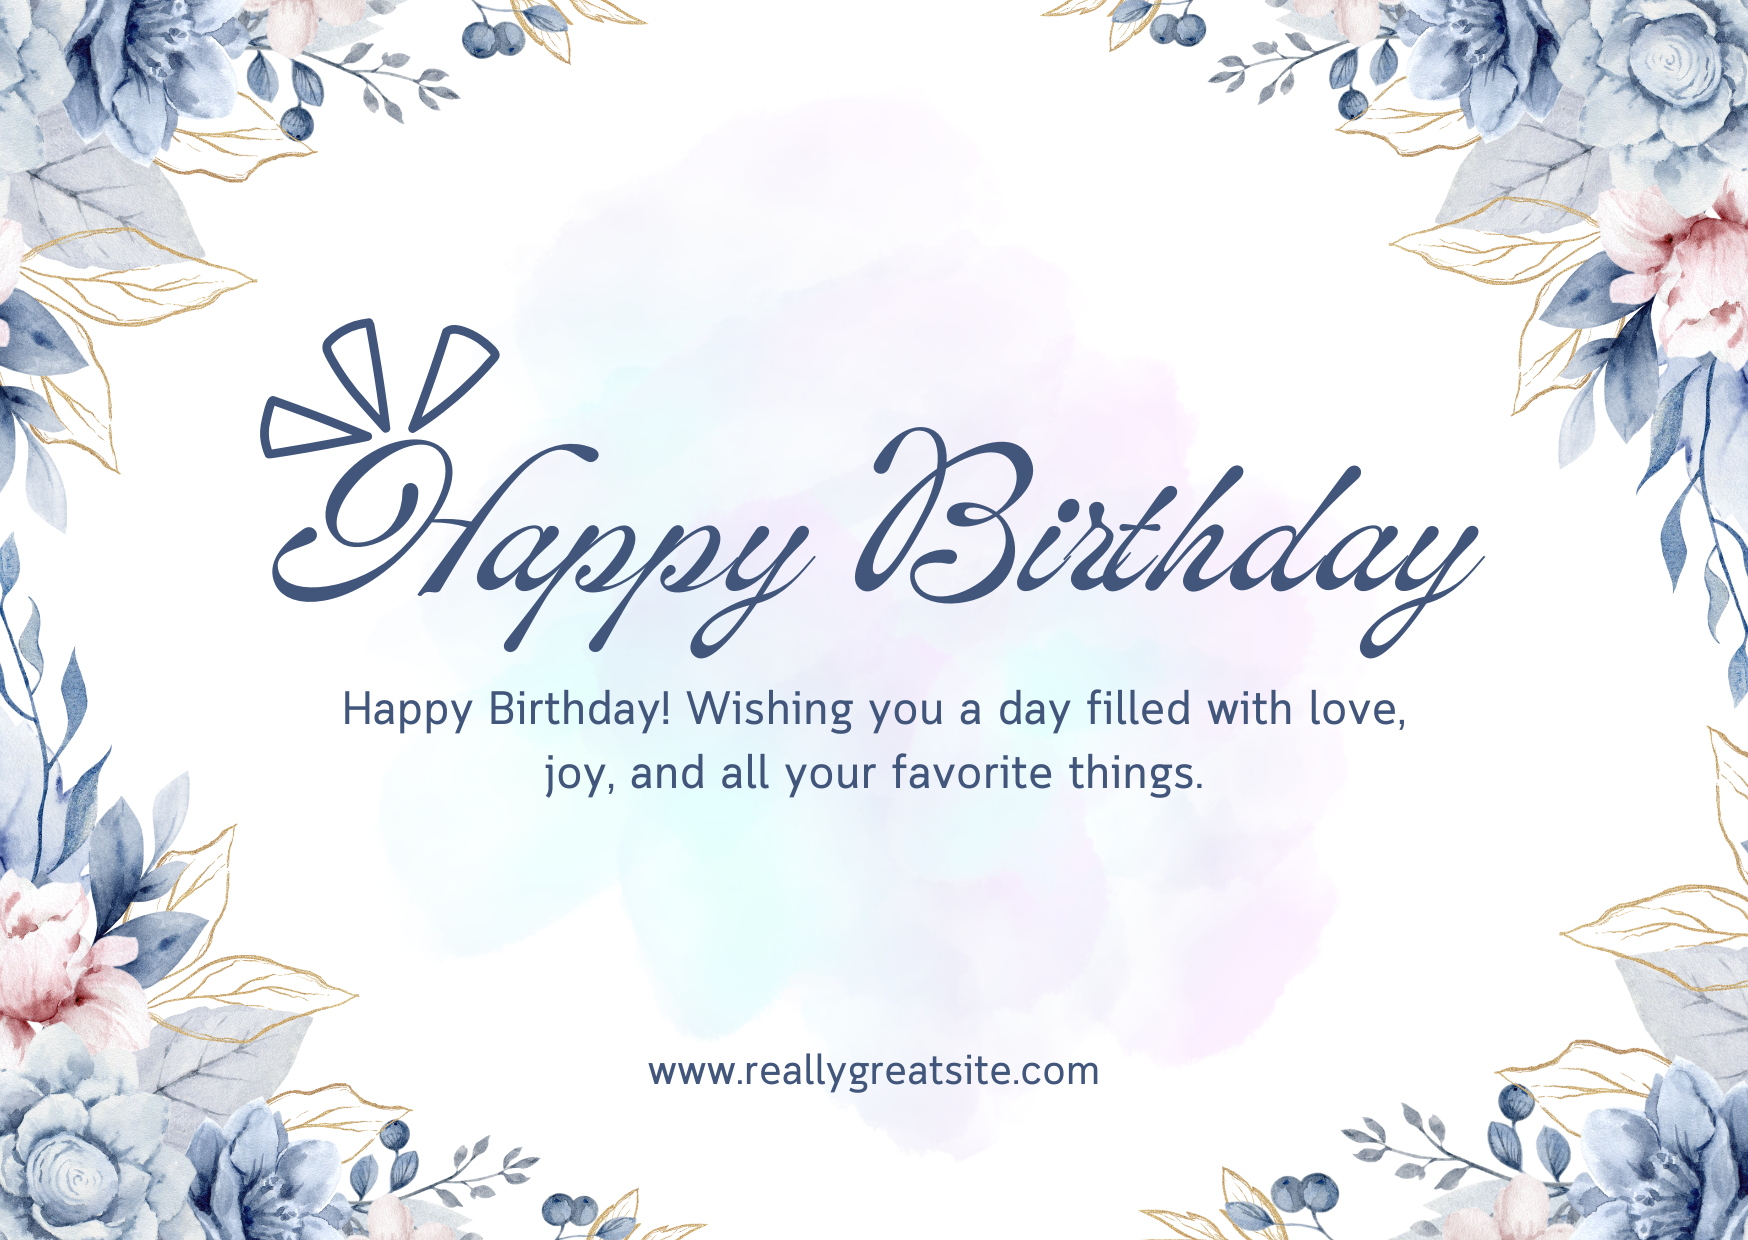 Happy Birthday
Happy Birthday! Wishing you a day filled with love,
joy, and all your favorite things.
www.reallygreatsite.com